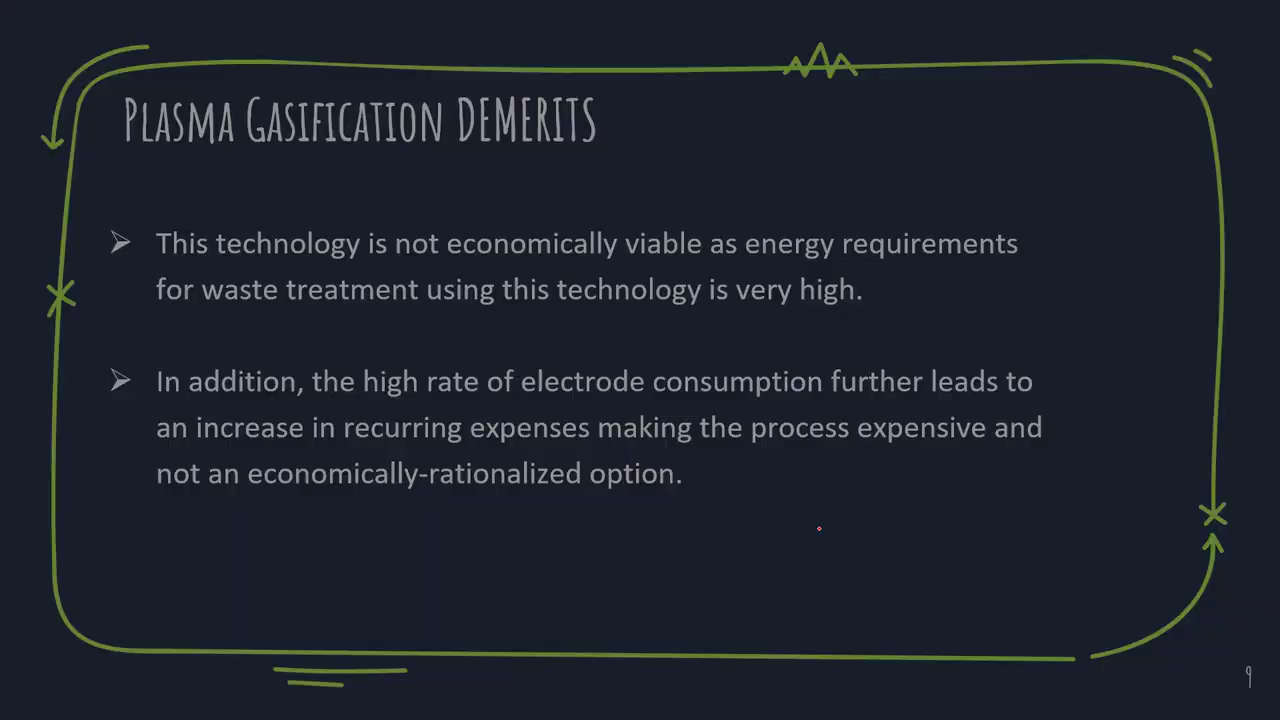 Plasma Gasification DEMERITS
➢ This technology is not economically viable as energy requirements
for waste treatment using this technology is very high.
➢ In addition, the high rate of electrode consumption further leads to
an increase in recurring expenses making the process expensive and
not an economically-rationalized option.
9